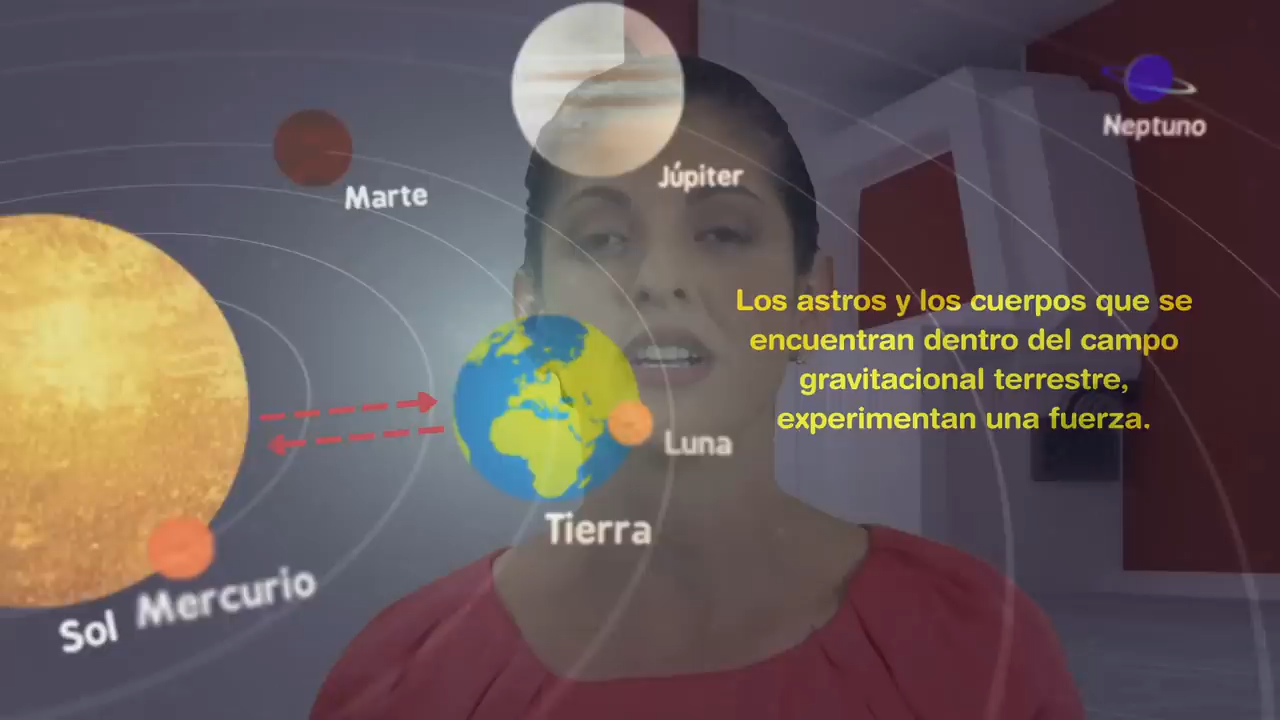 Neptuno
Júpiter
Marte
Los astros y los cuerpos que se
encuentran dentro del campo
gravitacional terrestre,
experimentan una fuerza.
Luna
Tierra
Mercurio
Sol